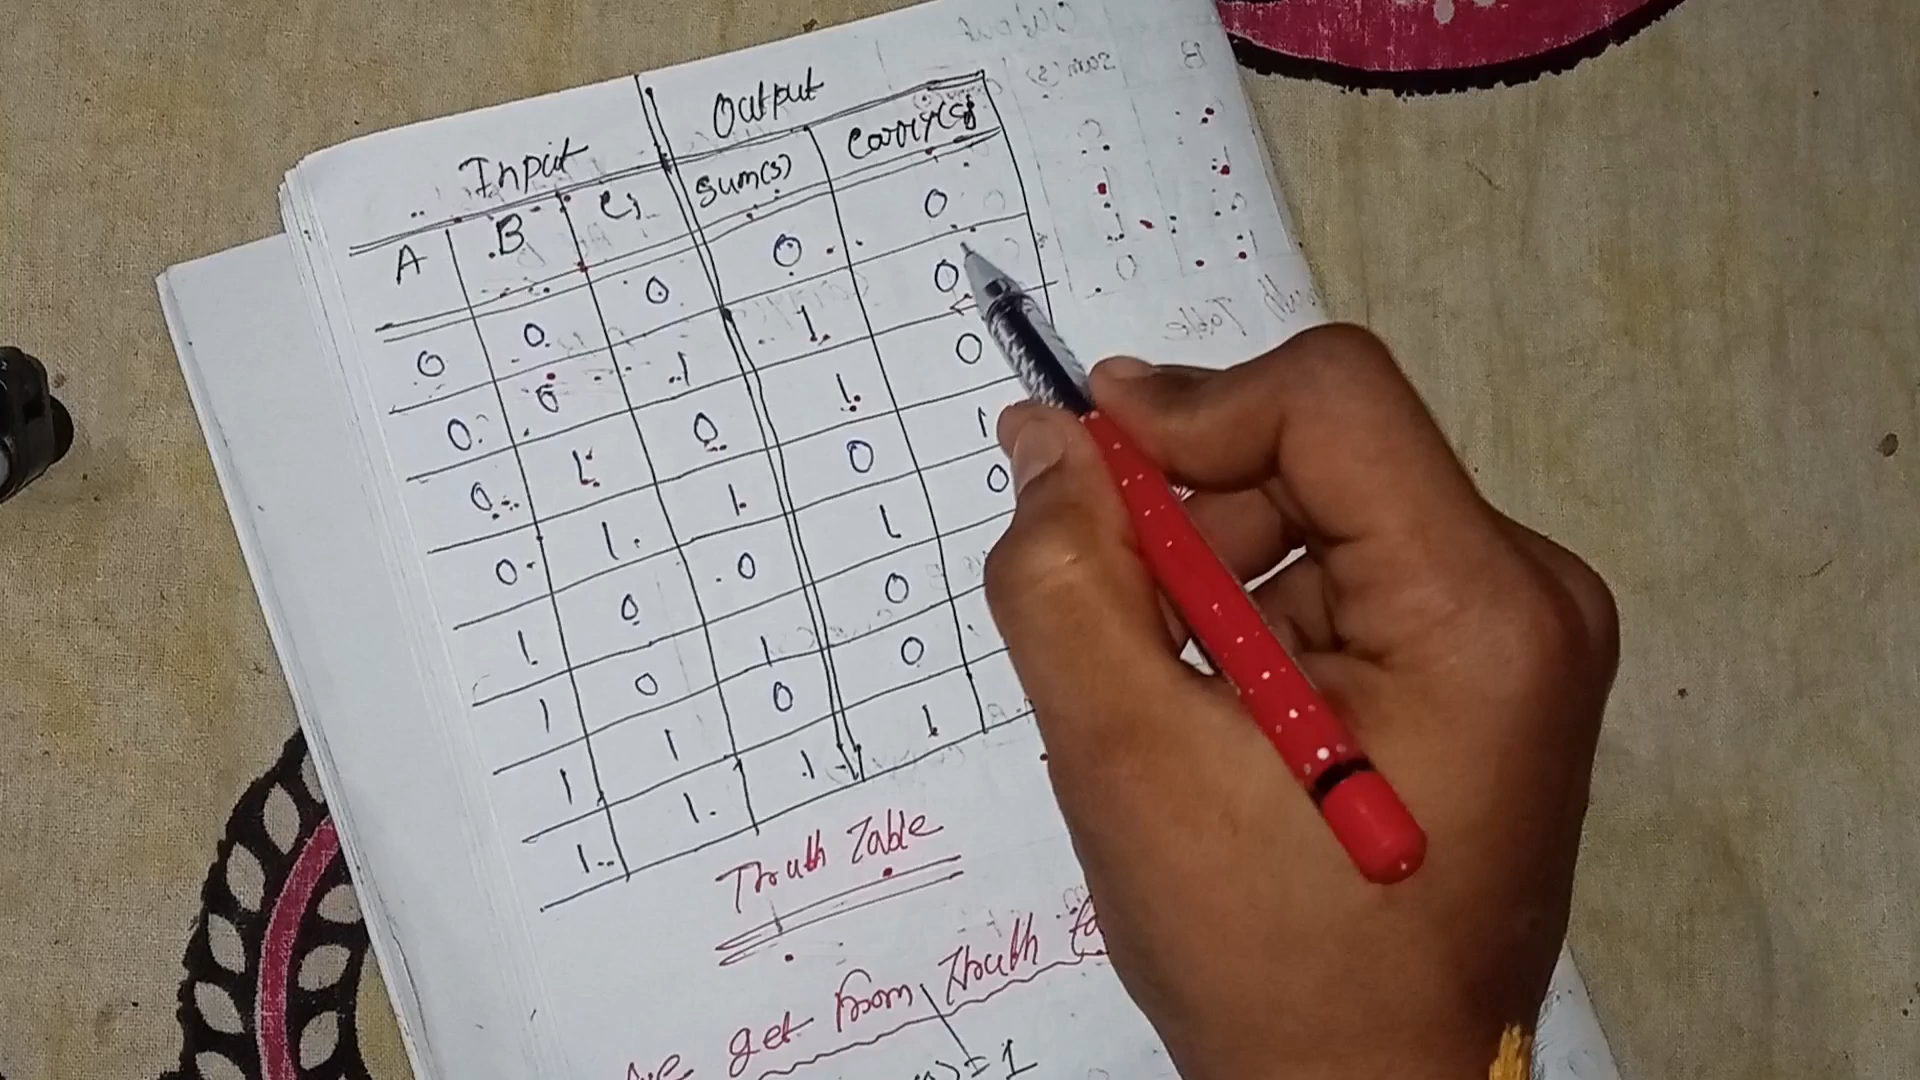 Input Output
A B Ci Sum(s) Carry(C)
0 0 0 0 0
0 0 1 1 0
0 1 0 1 0
0 1 1 0 1
1 0 0 1 0
1 0 1 0
1 1 0 0
1 1 1 1
Truth Table
get from Truth
= 1